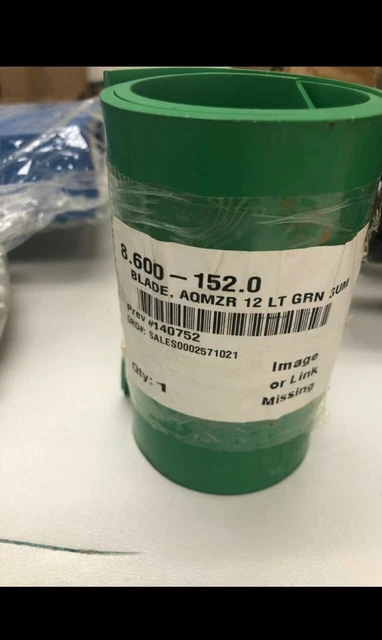 8.600-152.0
BLADE, AQMZR 12 LT GRN GUM
Prev #140752
ORD#: SALES0002571021
Qty: 1
Image
or Link
Missing